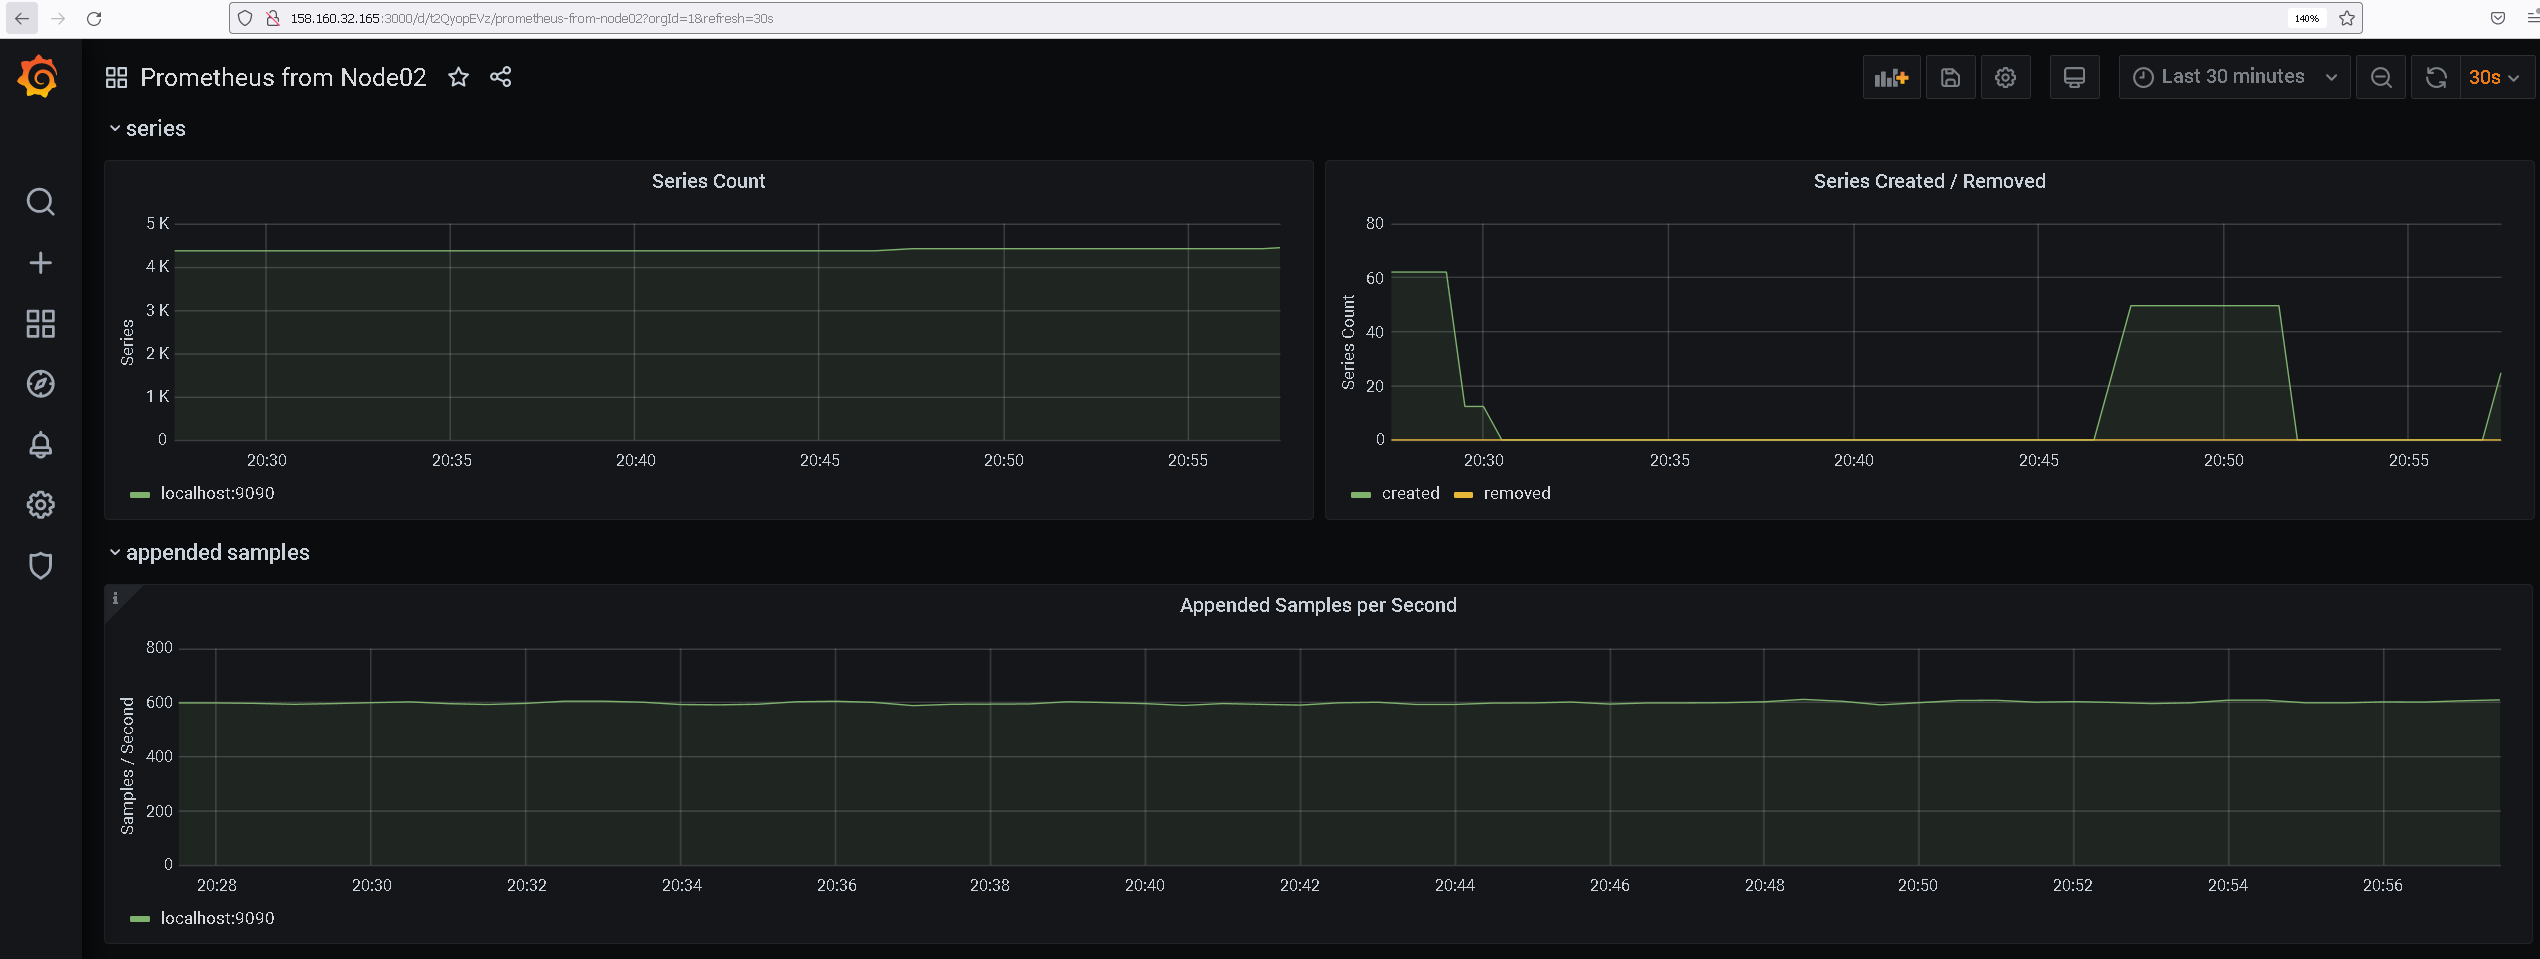 158.160.32.165:3000/d/t2QyopEVz/prometheus-from-node02?orgId=1&refresh=30s
140%
Prometheus from Node02
Last 30 minutes
30s
series
Series Count
5 K
4 K
3 K
2 K
1 K
0
Series
20:30 20:35 20:40 20:45 20:50 20:55
localhost:9090
Series Created / Removed
80
60
40
20
0
Series Count
20:30 20:35 20:40 20:45 20:50 20:55
created removed
appended samples
i
Appended Samples per Second
800
600
400
200
0
Samples / Second
20:28 20:30 20:32 20:34 20:36 20:38 20:40 20:42 20:44 20:46 20:48 20:50 20:52 20:54 20:56
localhost:9090